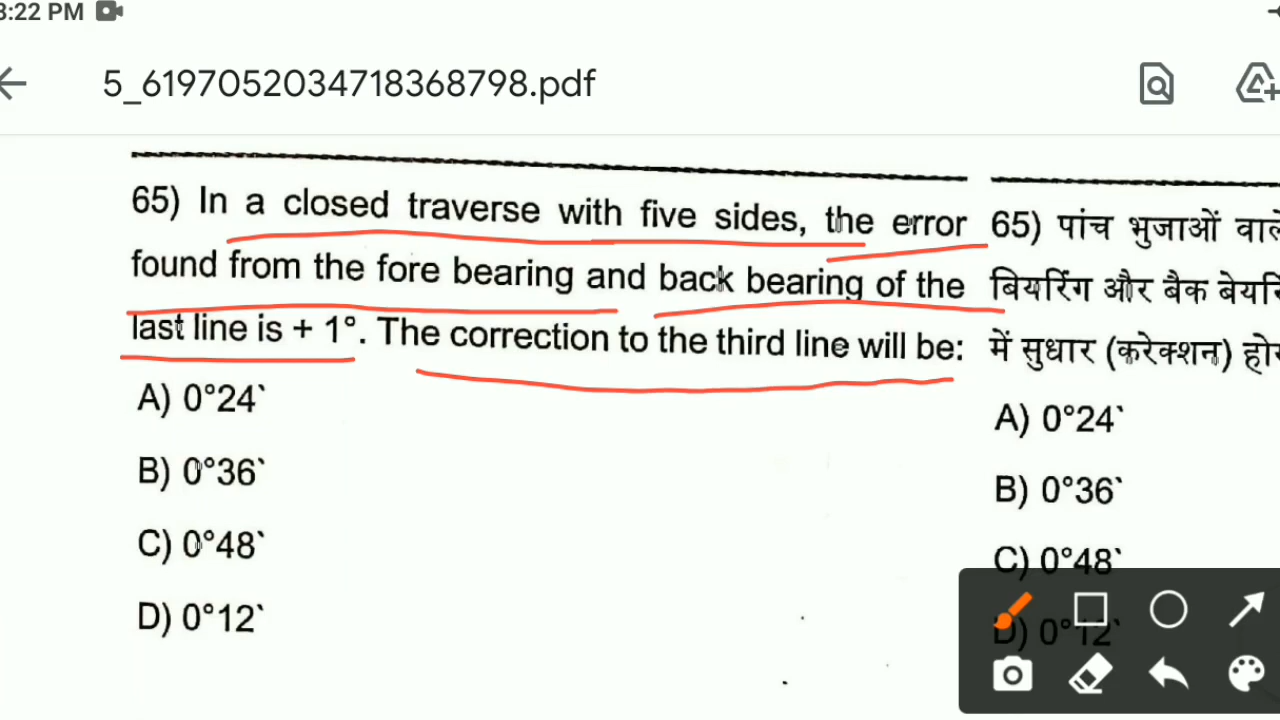 3:22 PM
5_6197052034718368798.pdf
65) In a closed traverse with five sides, the error
found from the fore bearing and back bearing of the
last line is + 1°. The correction to the third line will be:
A) 0°24`
B) 0°36`
C) 0°48`
D) 0°12`
65) पांच भुजाओं
बियरिंग और बैक
में सुधार (करेक्शन)
A) 0°24`
B) 0°36`
C) 0°48`
D) 0°12`